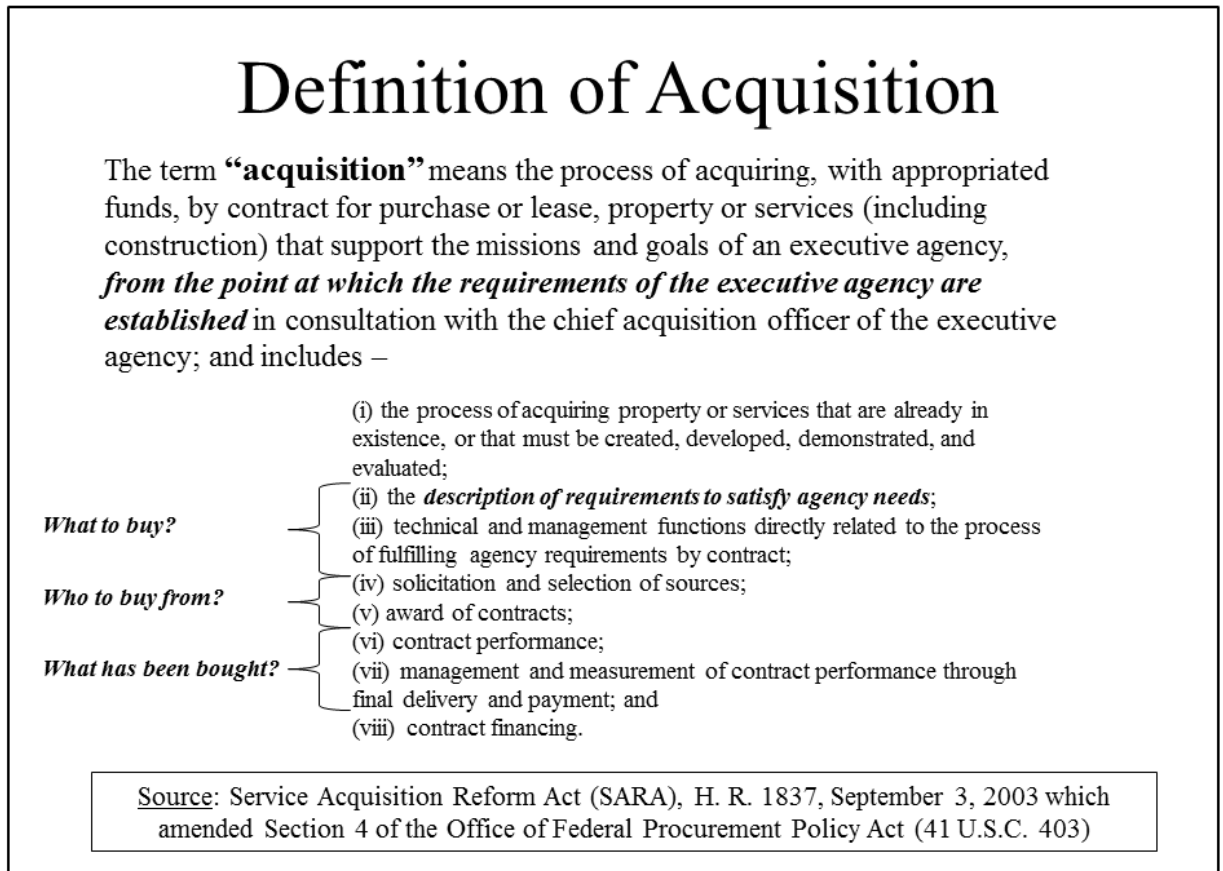 Definition of Acquisition
The term “acquisition” means the process of acquiring, with appropriated
funds, by contract for purchase or lease, property or services (including
construction) that support the missions and goals of an executive agency,
from the point at which the requirements of the executive agency are
established in consultation with the chief acquisition officer of the executive
agency; and includes –
(i) the process of acquiring property or services that are already in
existence, or that must be created, developed, demonstrated, and
evaluated;
What to buy?
(ii) the description of requirements to satisfy agency needs;
(iii) technical and management functions directly related to the process
of fulfilling agency requirements by contract;
Who to buy from?
(iv) solicitation and selection of sources;
(v) award of contracts;
What has been bought?
(vi) contract performance;
(vii) management and measurement of contract performance through
final delivery and payment; and
(viii) contract financing.
Source: Service Acquisition Reform Act (SARA), H. R. 1837, September 3, 2003 which
amended Section 4 of the Office of Federal Procurement Policy Act (41 U.S.C. 403)